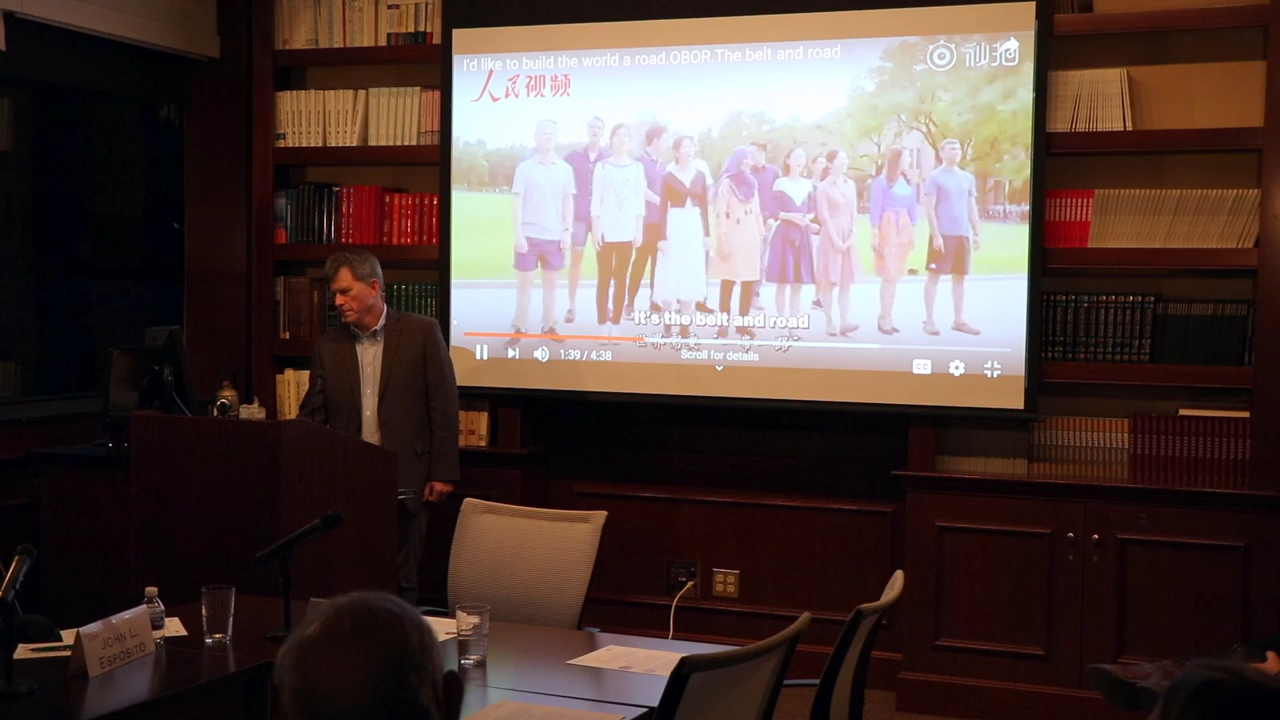 I'd like to build the world a road.OBOR.The belt and road
秒拍
人民视频
It's the belt and road
1:39 / 4:38
Scroll for details
CC
JOHN L.
ESPOSITO